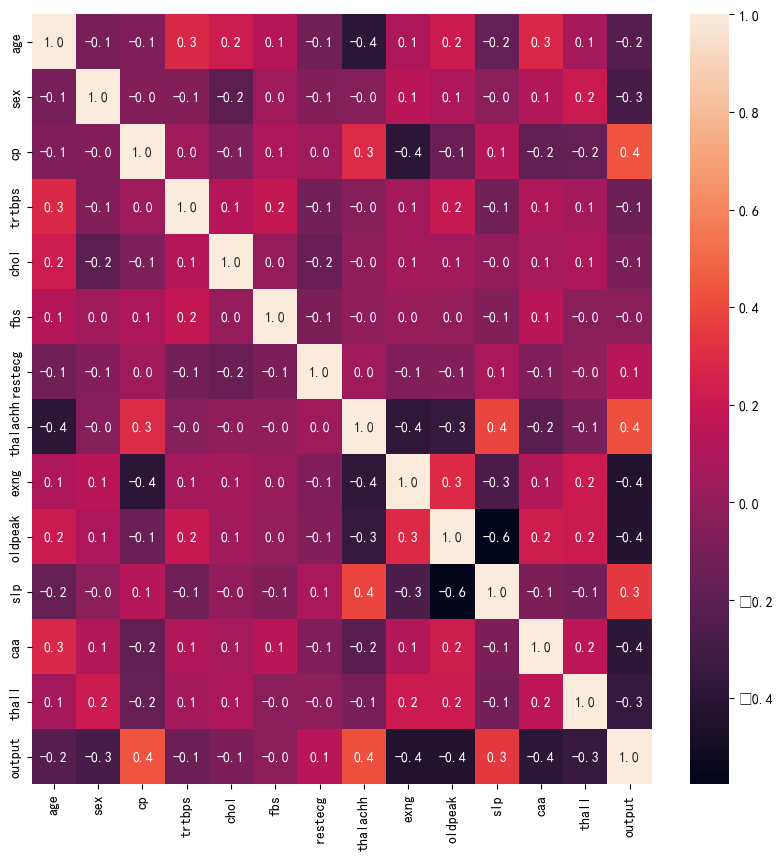 age 1.0 −0.1 −0.1 0.3 0.2 0.1 −0.1 −0.4 0.1 0.2 −0.2 0.3 0.1 −0.2
sex −0.1 1.0 −0.0 −0.1 −0.2 0.0 −0.1 −0.0 0.1 0.1 −0.0 0.1 0.2 −0.3
cp −0.1 −0.0 1.0 0.0 −0.1 0.1 0.0 0.3 −0.4 −0.1 0.1 −0.2 −0.2 0.4
trtbps 0.3 −0.1 0.0 1.0 0.1 0.2 −0.1 −0.0 0.1 0.2 −0.1 0.1 0.1 −0.1
chol 0.2 −0.2 −0.1 0.1 1.0 0.0 −0.2 −0.0 0.1 0.1 −0.0 0.1 0.1 −0.1
fbs 0.1 0.0 0.1 0.2 0.0 1.0 −0.1 −0.0 0.0 0.0 −0.1 0.1 −0.0 −0.0
restecg −0.1 −0.1 0.0 −0.1 −0.2 −0.1 1.0 0.0 −0.1 −0.1 0.1 −0.1 −0.0 0.1
thalachh −0.4 −0.0 0.3 −0.0 −0.0 −0.0 0.0 1.0 −0.4 −0.3 0.4 −0.2 −0.1 0.4
exng 0.1 0.1 −0.4 0.1 0.1 0.0 −0.1 −0.4 1.0 0.3 −0.3 0.1 0.2 −0.4
oldpeak 0.2 0.1 −0.1 0.2 0.1 0.0 −0.1 −0.3 0.3 1.0 −0.6 0.2 0.2 −0.4
slp −0.2 −0.0 0.1 −0.1 −0.0 −0.1 0.1 0.4 −0.3 −0.6 1.0 −0.1 −0.1 0.3
caa 0.3 0.1 −0.2 0.1 0.1 0.1 −0.1 −0.2 0.1 0.2 −0.1 1.0 0.2 −0.4
thall 0.1 0.2 −0.2 0.1 0.1 −0.0 −0.0 −0.1 0.2 0.2 −0.1 0.2 1.0 −0.3
output −0.2 −0.3 0.4 −0.1 −0.1 −0.0 0.1 0.4 −0.4 −0.4 0.3 −0.4 −0.3 1.0
age sex cp trtbps chol fbs restecg thalachh exng oldpeak slp caa thall output
1.0
0.8
0.6
0.4
0.2
0.0
□0.2
□0.4